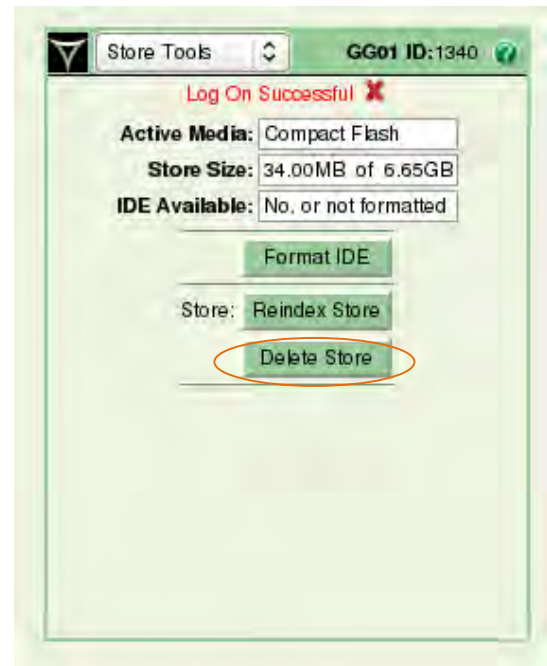 Store Tools GG01 ID:1340
Log On Successful
Active Media: Compact Flash
Store Size: 34.00MB of 6.65GB
IDE Available: No, or not formatted
Format IDE
Store: Reindex Store
Delete Store